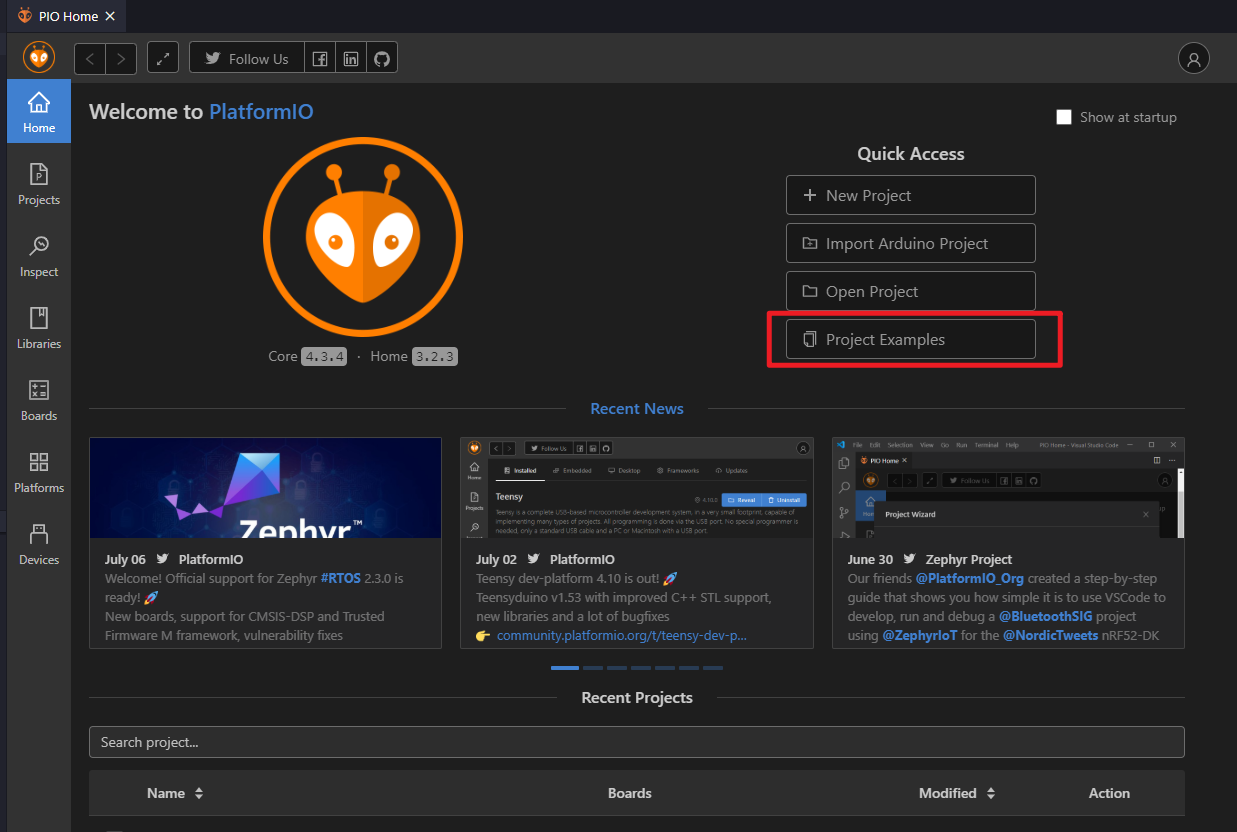 PIO Home
Follow Us
Home
Projects
Inspect
Libraries
Boards
Platforms
Devices
Welcome to PlatformIO
Show at startup
Core 4.3.4 · Home 3.2.3
Quick Access
New Project
Import Arduino Project
Open Project
Project Examples
Recent News
Zephyr™
July 06 PlatformIO
Welcome! Official support for Zephyr #RTOS 2.3.0 is
ready! 🚀
New boards, support for CMSIS-DSP and Trusted
Firmware M framework, vulnerability fixes
Follow Us
Home
Projects
Installed Embedded Desktop Frameworks Updates
Teensy
4.10.0 Reveal Uninstall
Teensy is a complete USB-based microcontroller development system, in a very small footprint, capable of
implementing many types of projects. All programming is done via the USB port. No special programmer is
needed, only a standard USB cable and a PC or Macintosh with a USB port.
July 02 PlatformIO
Teensy dev-platform 4.10 is out! 🚀
Teensyduino v1.53 with improved C++ STL support,
new libraries and a lot of bugfixes
👉 community.platformio.org/t/teensy-dev-p...
File Edit Selection View Go Run Terminal Help PIO Home - Visual Studio Code
PIO Home
Follow Us
Project Wizard
June 30 Zephyr Project
Our friends @PlatformIO_Org created a step-by-step
guide that shows you how simple it is to use VSCode to
develop, run and debug a @BluetoothSIG project
using @ZephyrIoT for the @NordicTweets nRF52-DK
Recent Projects
Search project...
Name Boards Modified Action